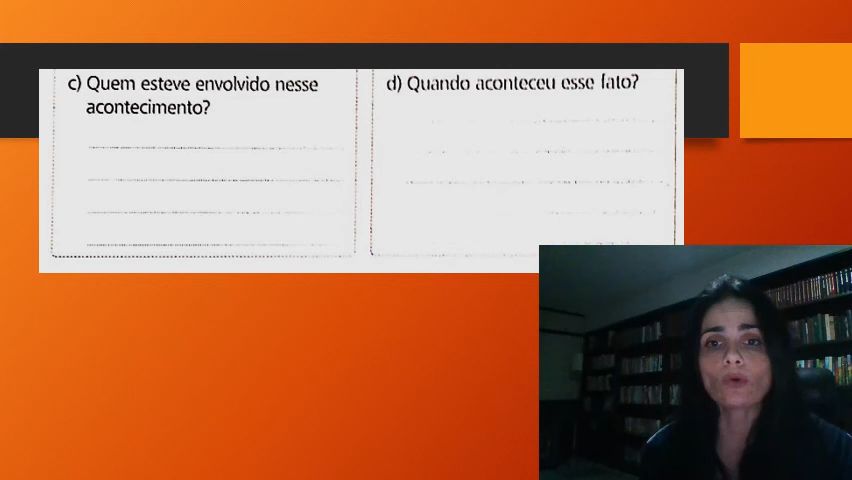 c) Quem esteve envolvido nesse
acontecimento?
d) Quando aconteceu esse fato?